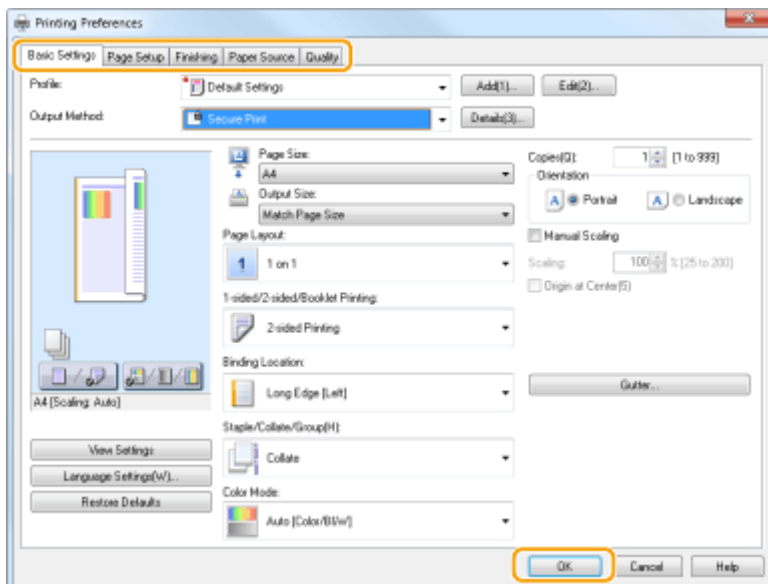 Printing Preferences
Basic Settings Page Setup Finishing Paper Source Quality
Profile: Default Settings Add(1)... Edit(2)...
Output Method: Secure Print Details(3)...
Page Size:
A4
Output Size:
Match Page Size
Page Layout:
1 1 on 1
1-sided/2-sided/Booklet Printing:
2-sided Printing
Binding Location:
Long Edge [Left]
Staple/Collate/Group(H):
Collate
Color Mode:
Auto [Color/B/W]
Copies(Q): 1 [1 to 999]
Orientation
A Portrait A Landscape
Manual Scaling
Scaling: 100 % [25 to 200]
Origin at Center(5)
Gutter...
A4 [Scaling: Auto]
View Settings
Language Settings(W)...
Restore Defaults
OK Cancel Help